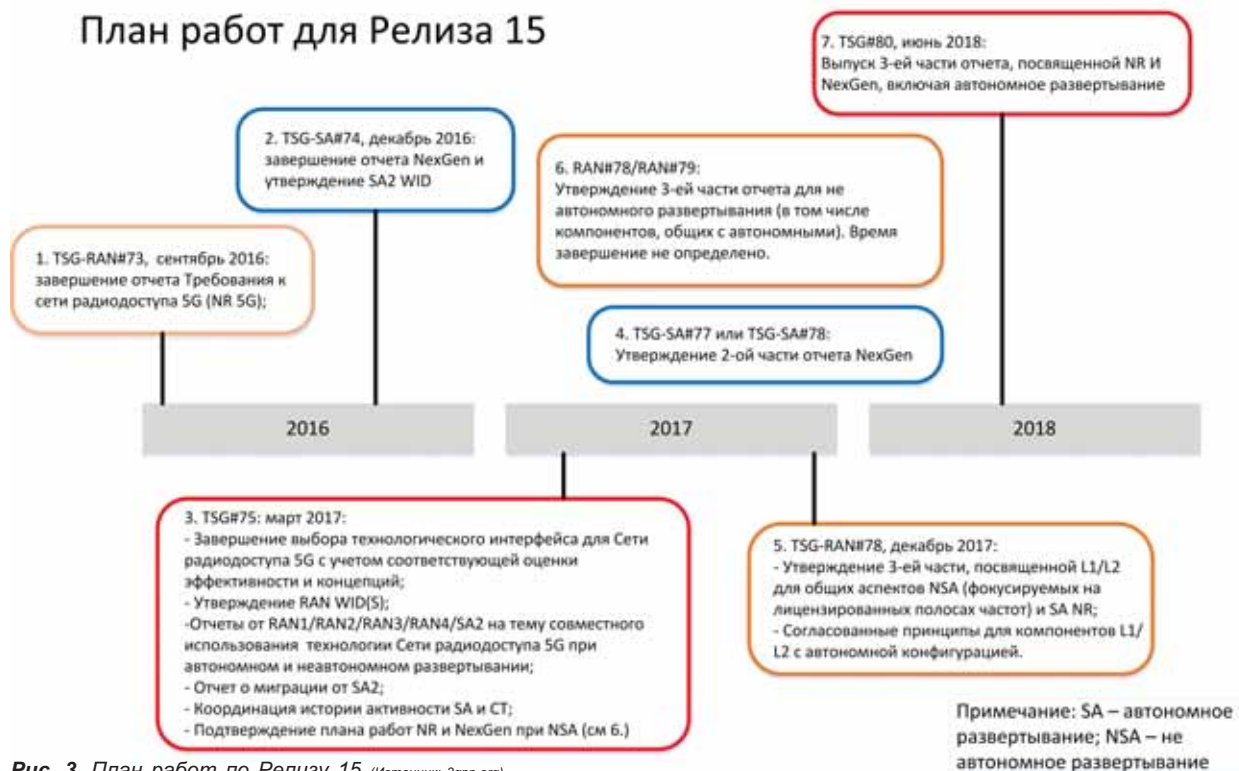 План работ для Релиза 15
7. TSG#80, июнь 2018:
Выпуск 3-ей части отчета, посвященной NR И
NexGen, включая автономное развертывание
2. TSG-SA#74, декабрь 2016:
завершение отчета NexGen и
утверждение SA2 WID
6. RAN#78/RAN#79:
Утверждение 3-ей части отчета для не
автономного развертывания (в том числе
компонентов, общих с автономными). Время
завершение не определено.
1. TSG-RAN#73, сентябрь 2016:
завершение отчета Требования к
сети радиодоступа 5G (NR 5G);
4. TSG-SA#77 или TSG-SA#78:
Утверждение 2-ой части отчета NexGen
2016
2017
2018
3. TSG#75: март 2017:
- Завершение выбора технологического интерфейса для Сети
радиодоступа 5G с учетом соответствующей оценки
эффективности и концепций;
- Утверждение RAN WID(S);
-Отчеты от RAN1/RAN2/RAN3/RAN4/SA2 на тему совместного
использования технологии Сети радиодоступа 5G при
автономном и неавтономном развертывании;
- Отчет о миграции от SA2;
- Координация истории активности SA и CT;
- Подтверждение плана работ NR и NexGen при NSA (см 6.)
5. TSG-RAN#78, декабрь 2017:
- Утверждение 3-ей части, посвященной L1/L2
для общих аспектов NSA (фокусируемых на
лицензированных полосах частот) и SA NR;
- Согласованные принципы для компонентов L1/
L2 с автономной конфигурацией.
Примечание: SA – автономное
развертывание; NSA – не
автономное развертывание
Рис. 3. План работ по Релизу 15 (Источник: 3gpp.org)